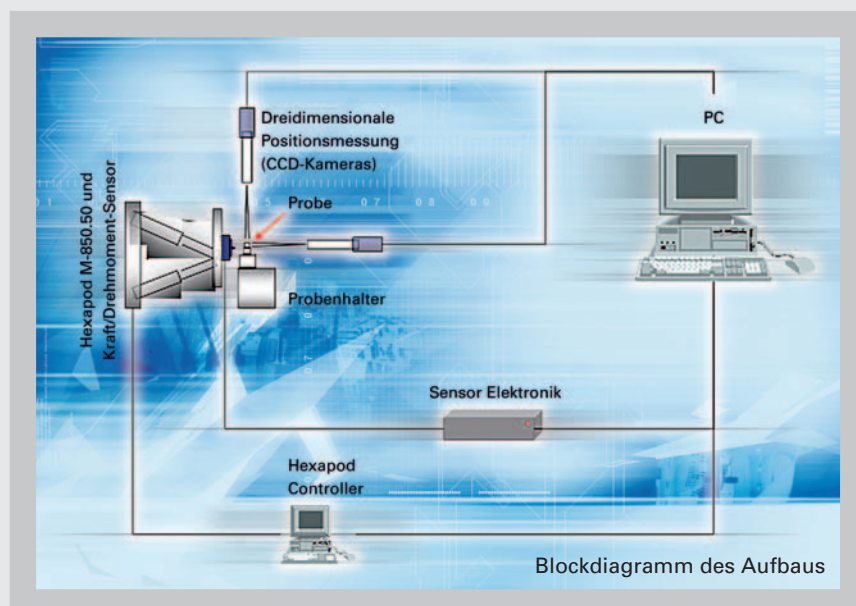 Dreidimensionale
Positionsmessung
(CCD-Kameras)
PC
Probe
Hexapod M-850.50 und
Kraft/Drehmoment-Sensor
Probenhalter
Sensor Elektronik
Hexapod
Controller
Blockdiagramm des Aufbaus